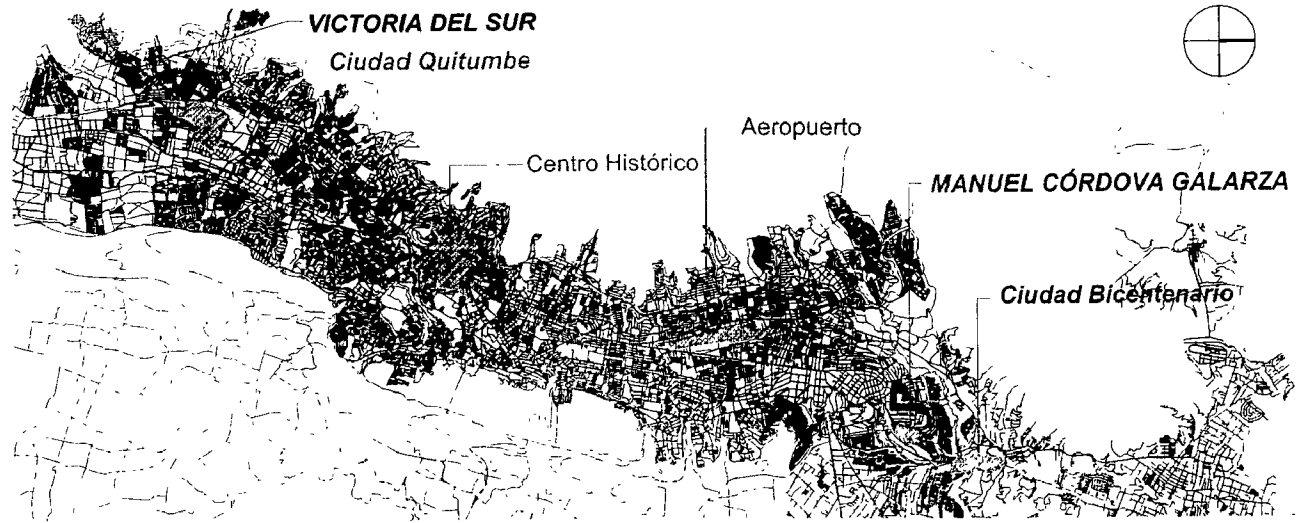 VICTORIA DEL SUR
Ciudad Quitumbe
Centro Histórico
Aeropuerto
MANUEL CÓRDOVA GALARZA
Ciudad Bicentenario